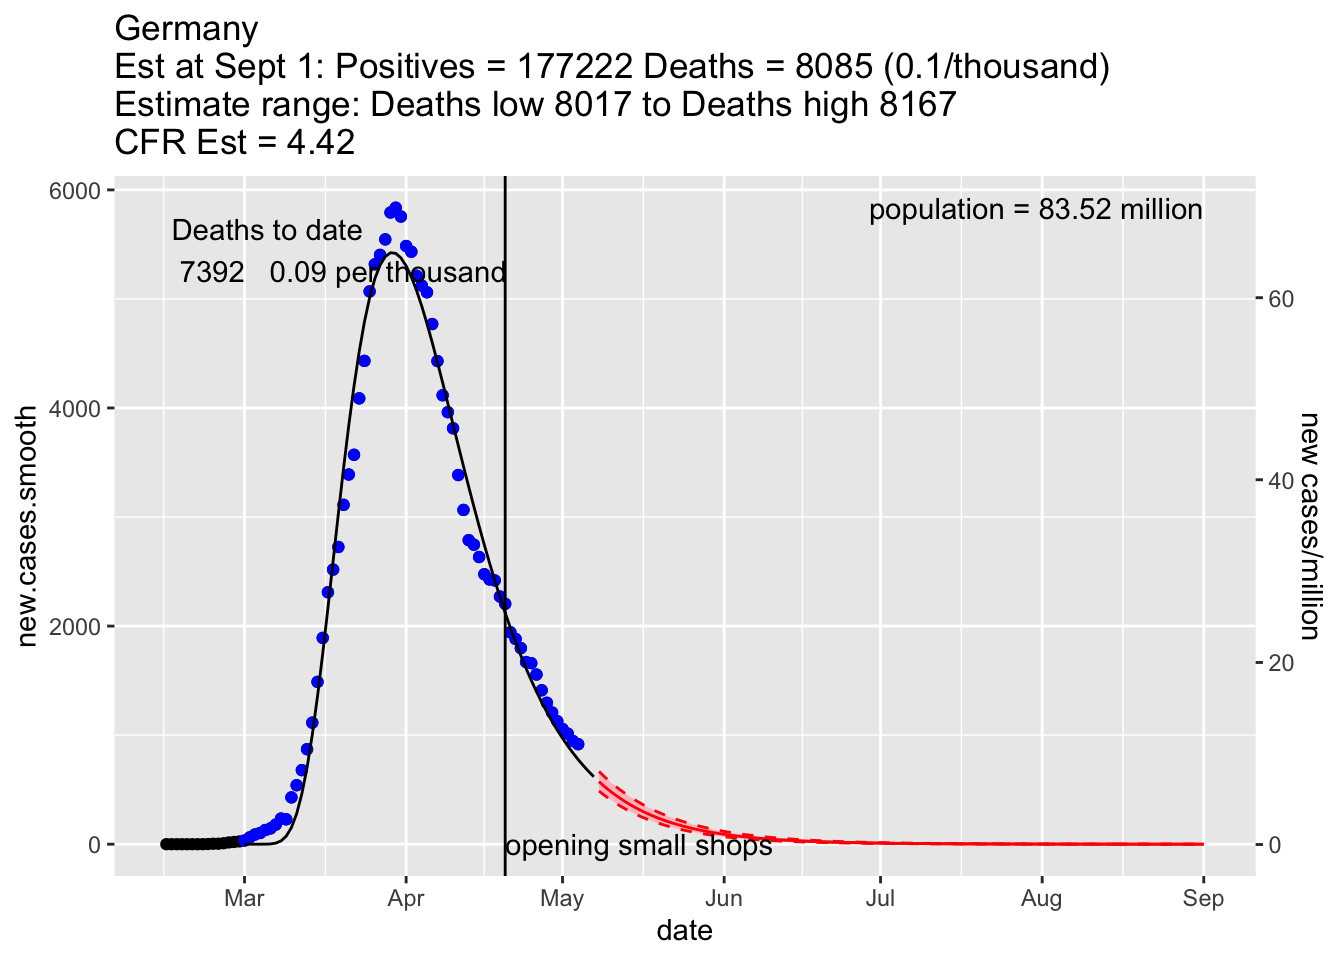 Germany
Est at Sept 1: Positives = 177222 Deaths = 8085 (0.1/thousand)
Estimate range: Deaths low 8017 to Deaths high 8167
CFR Est = 4.42
6000
4000
2000
0
new.cases.smooth
Deaths to date
7392 0.09 per thousand
population = 83.52 million
opening small shops
60
40
20
0
new cases/million
Mar Apr May Jun Jul Aug Sep
date